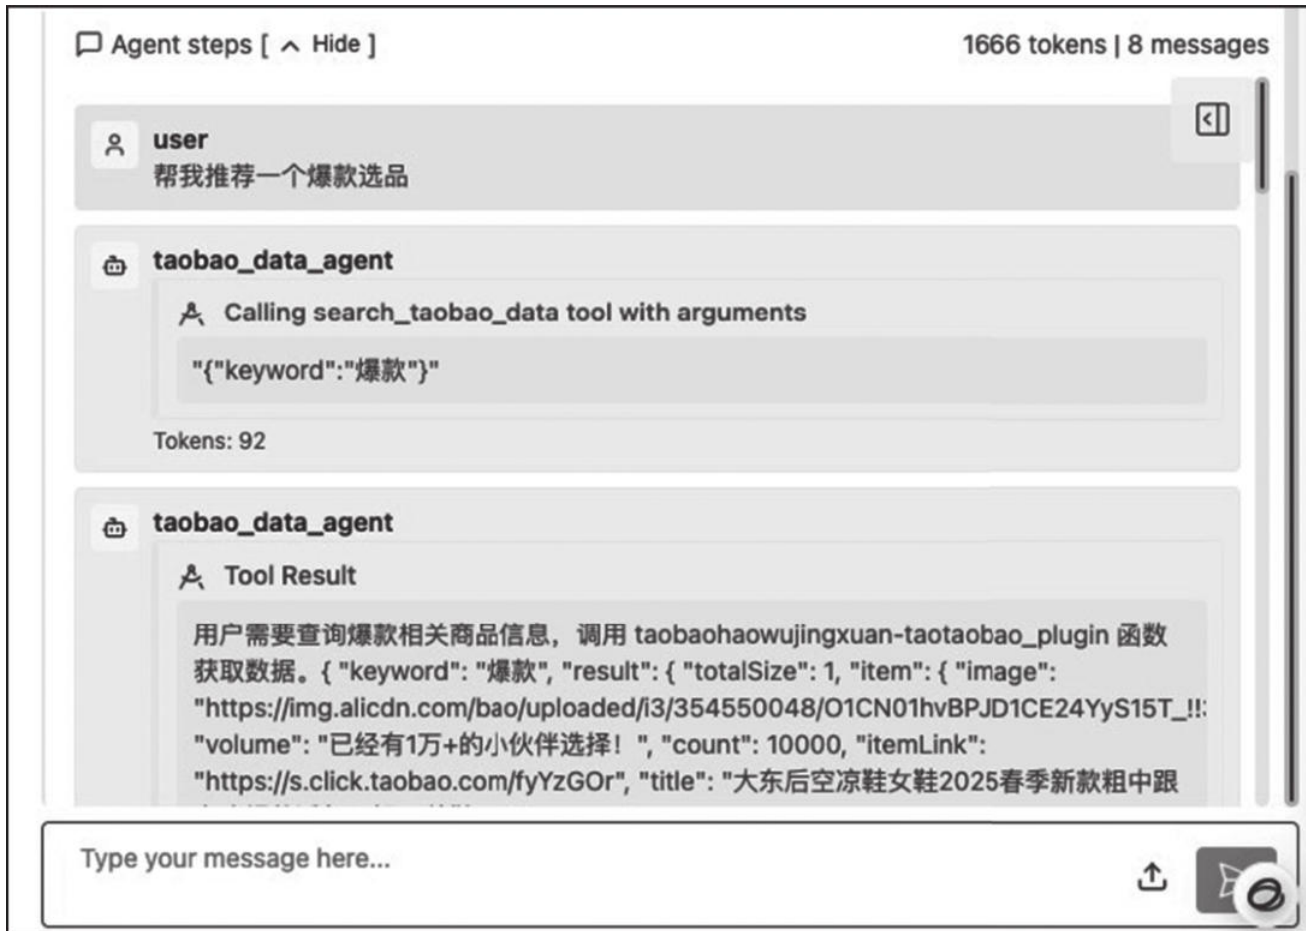 Agent steps [ ^ Hide ]
1666 tokens | 8 messages
user
帮我推荐一个爆款选品
taobao_data_agent
Calling search_taobao_data tool with arguments
"{"keyword":"爆款"}"
Tokens: 92
taobao_data_agent
Tool Result
用户需要查询爆款相关商品信息，调用 taobaohaowujingxuan-taotaobao_plugin 函数
获取数据。{ "keyword": "爆款", "result": { "totalSize": 1, "item": { "image":
"https://img.alicdn.com/bao/uploaded/i3/354550048/O1CN01hvBPJD1CE24YyS15T_!!
"volume": "已经有1万+的小伙伴选择！", "count": 10000, "itemLink":
"https://s.click.taobao.com/fyYzGOr", "title": "大东后空凉鞋女鞋2025春季新款粗中跟
Type your message here...